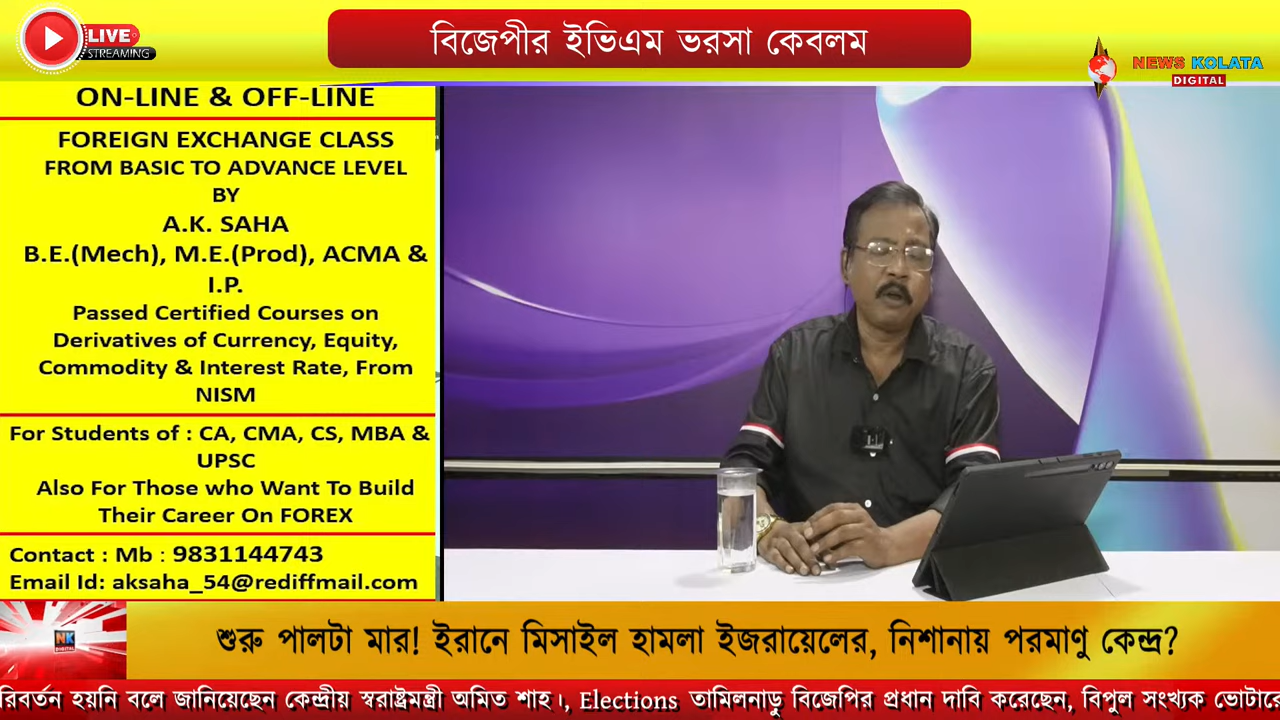 LIVE
STREAMING
বিজেপীর ইভিএম ভরসা কেবলম
NEWS KOLATA
DIGITAL
ON-LINE & OFF-LINE
FOREIGN EXCHANGE CLASS
FROM BASIC TO ADVANCE LEVEL
BY
A.K. SAHA
B.E.(Mech), M.E.(Prod), ACMA &
I.P.
Passed Certified Courses on
Derivatives of Currency, Equity,
Commodity & Interest Rate, From
NISM
For Students of : CA, CMA, CS, MBA &
UPSC
Also For Those who Want To Build
Their Career On FOREX
Contact : Mb : 9831144743
Email Id: aksaha_54@rediffmail.com
NK
DIGITAL
শুরু পালটা মার! ইরানে মিসাইল হামলা ইজরায়েলের, নিশানায় পরমাণু কেন্দ্র?
রিবর্তন হয়নি বলে জানিয়েছেন কেন্দ্রীয় স্বরাষ্ট্রমন্ত্রী অমিত শাহ।, Elections তামিলনাড়ু বিজেপির প্রধান দাবি করেছেন, বিপুল সংখ্যক ভোটারে